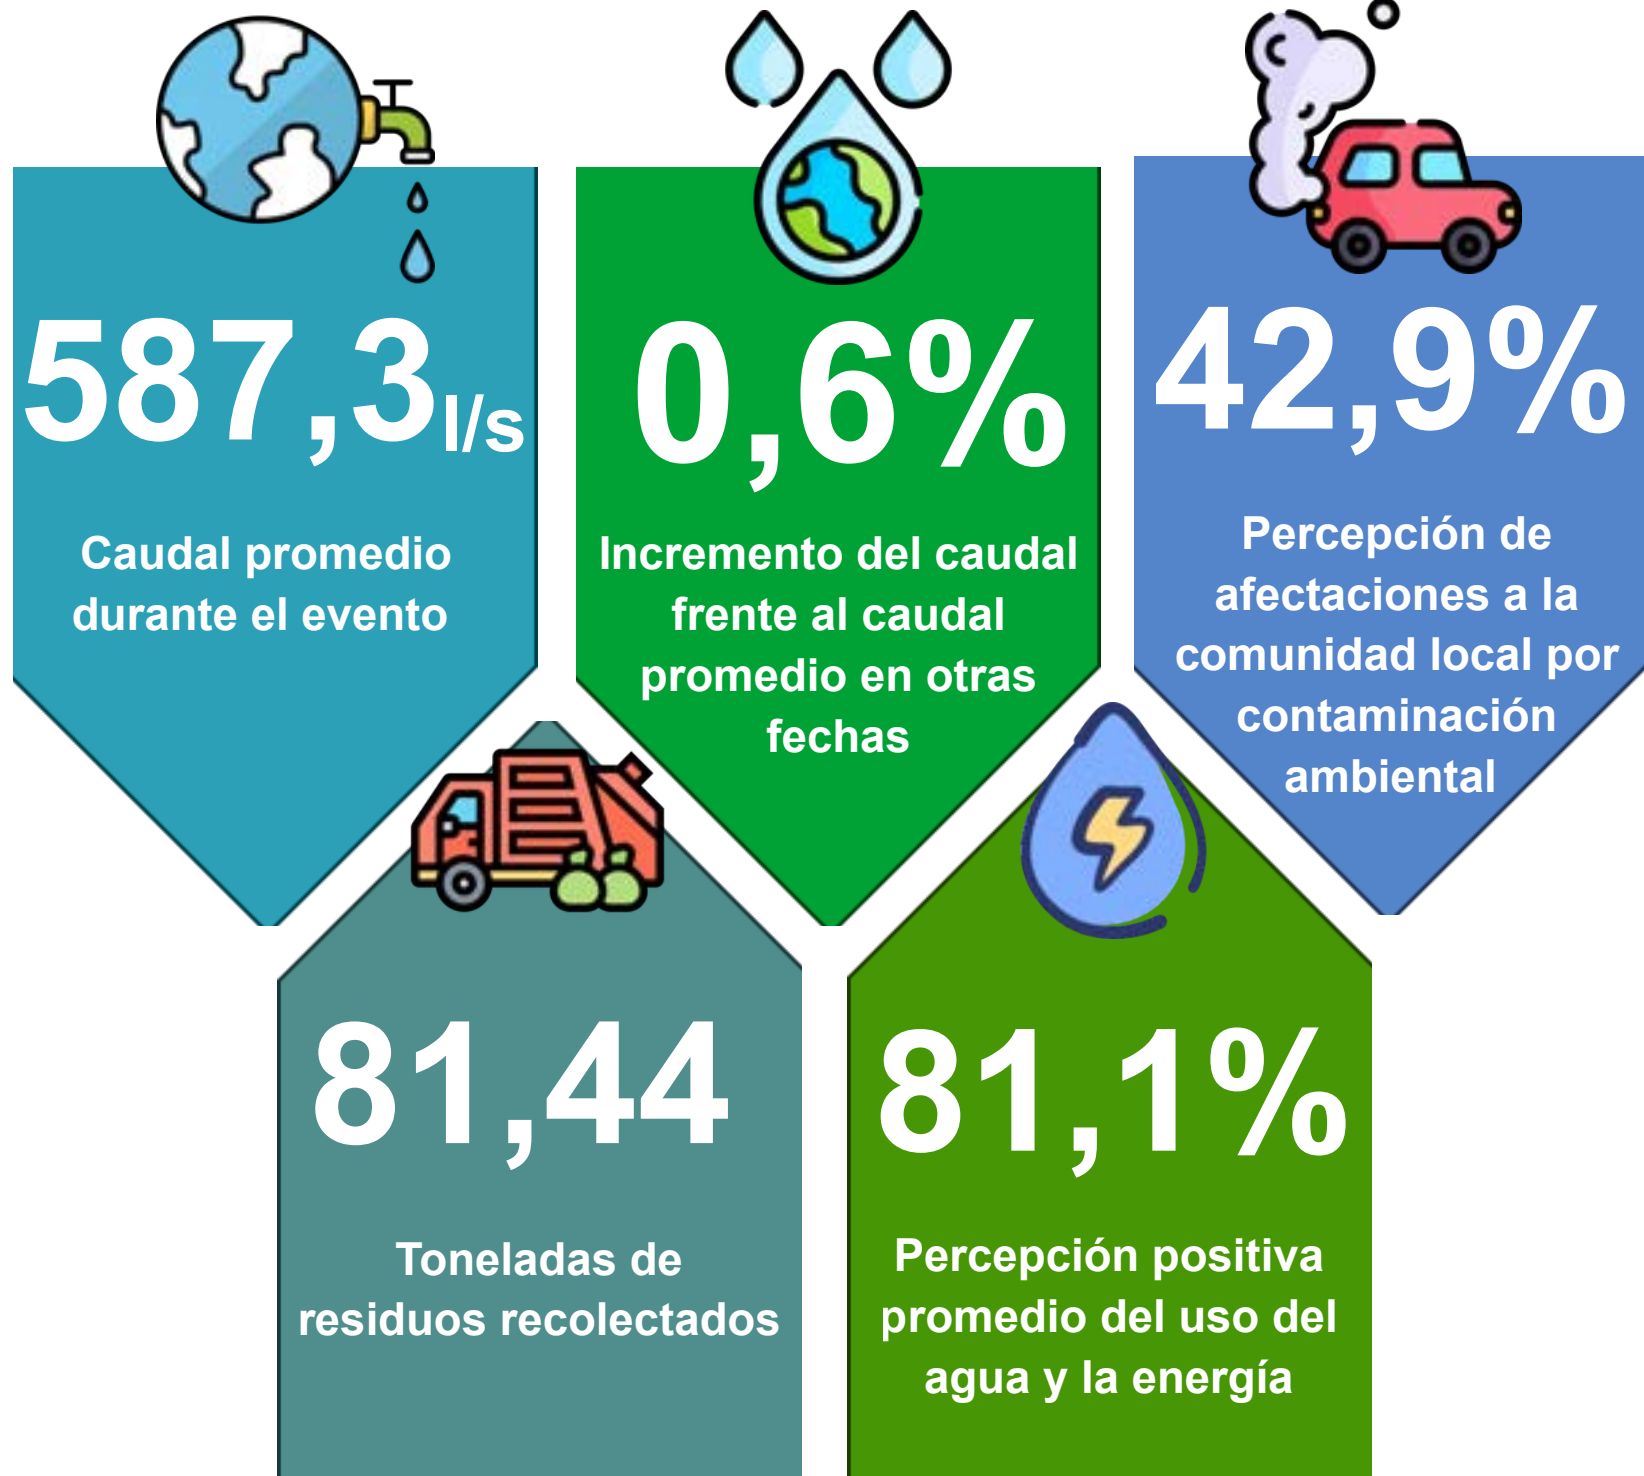 587,3 l/s
Caudal promedio
durante el evento
0,6%
Incremento del caudal
frente al caudal
promedio en otras
fechas
42,9%
Percepción de
afectaciones a la
comunidad local por
contaminación
ambiental
81,44
Toneladas de
residuos recolectados
81,1%
Percepción positiva
promedio del uso del
agua y la energía